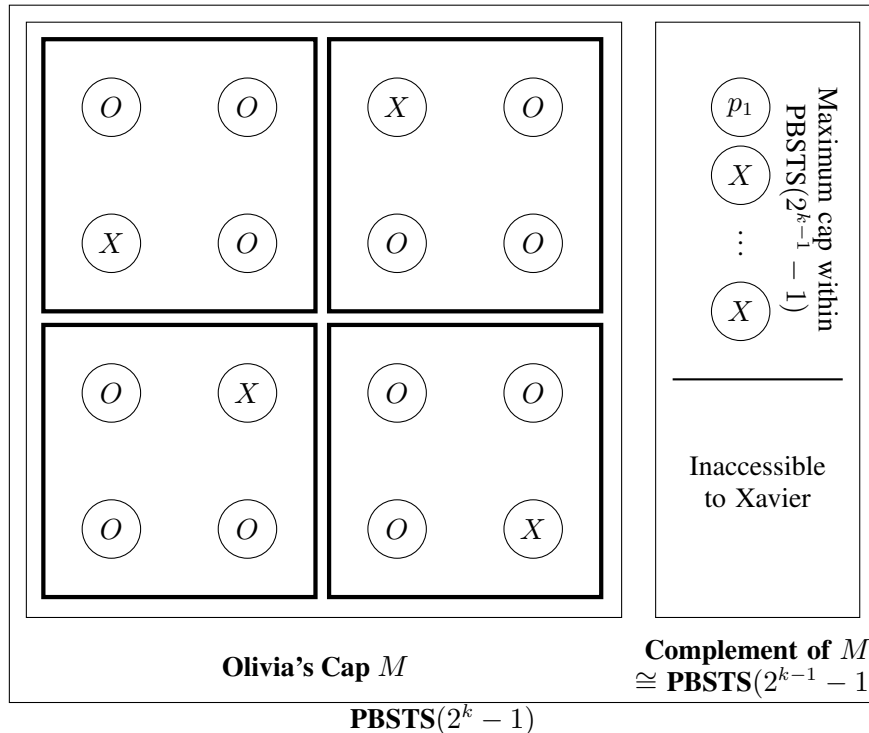 O O X O p₁
X O O O X
⋮
X
Maximum cap within
PBSTS(2^{k−1} − 1)
O X O O
O O O X
Inaccessible
to Xavier
Olivia's Cap M
Complement of M
≅ PBSTS(2^{k−1} − 1
PBSTS(2^k − 1)